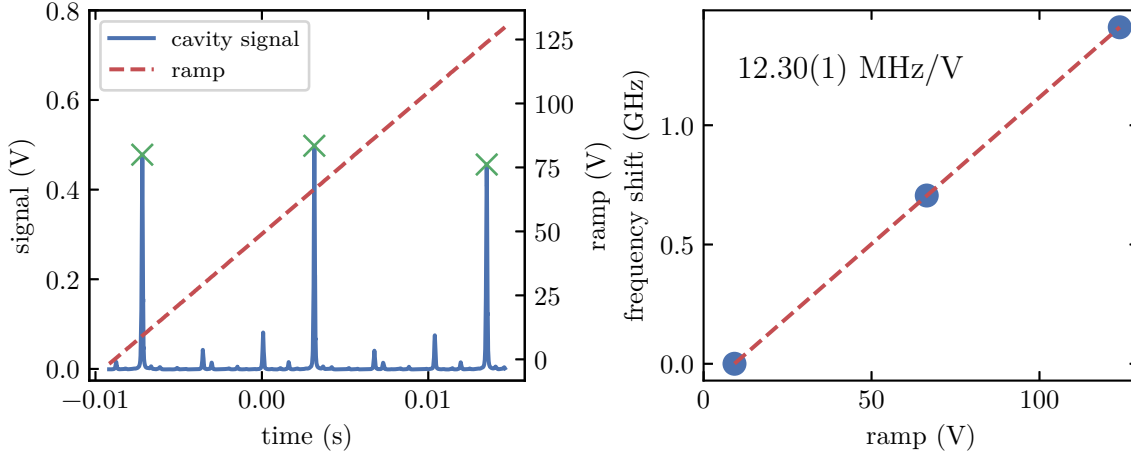 0.8
0.6
0.4
0.2
0.0
signal (V)
cavity signal
ramp
−0.01
0.00
0.01
time (s)
125
100
75
50
25
0
ramp (V)
12.30(1) MHz/V
1.0
0.5
0.0
frequency shift (GHz)
0
50
100
ramp (V)